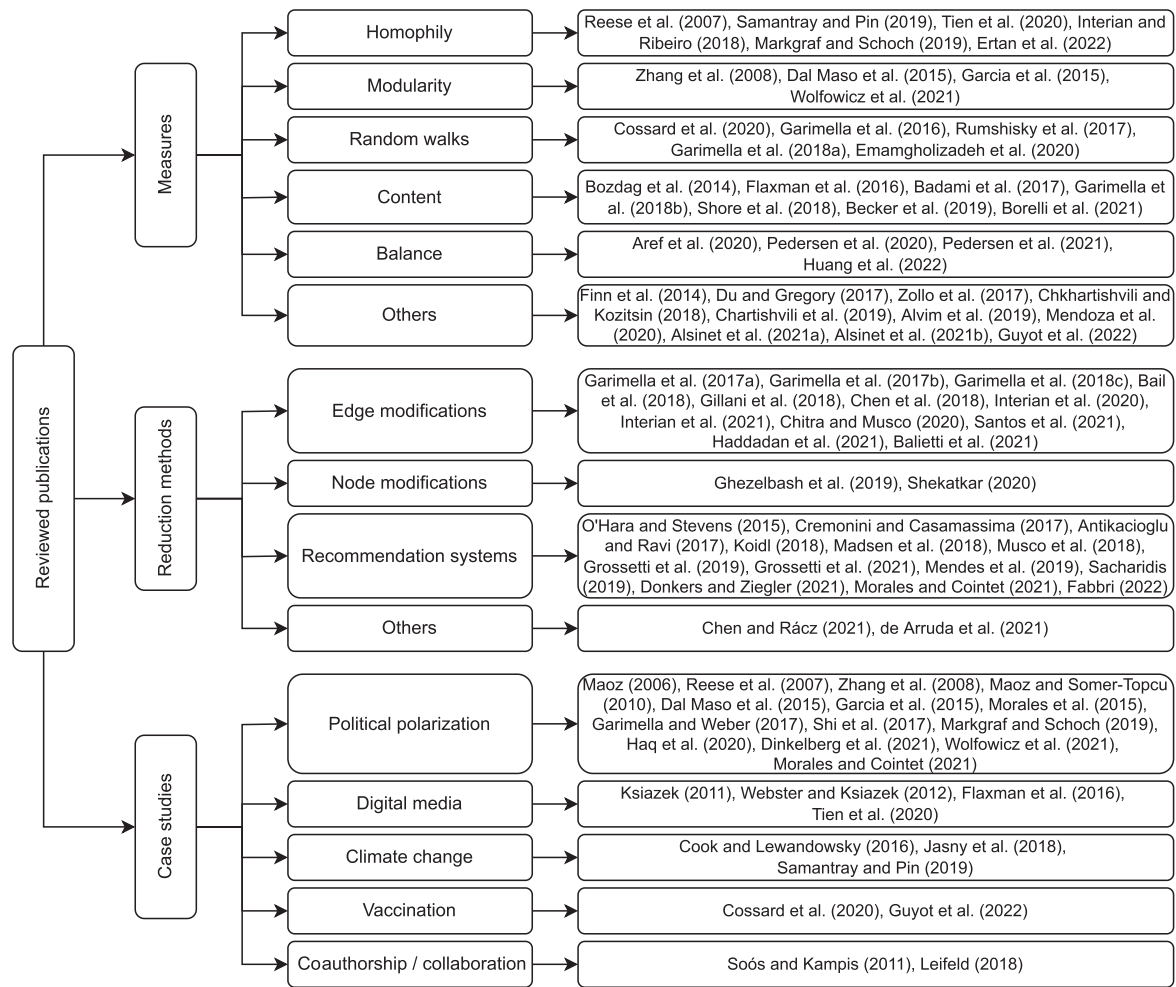 Reviewed publications
Measures
Homophily
Reese et al. (2007), Samantray and Pin (2019), Tien et al. (2020), Interian and
Ribeiro (2018), Markgraf and Schoch (2019), Ertan et al. (2022)
Modularity
Zhang et al. (2008), Dal Maso et al. (2015), Garcia et al. (2015),
Wolfowicz et al. (2021)
Random walks
Cossard et al. (2020), Garimella et al. (2016), Rumshisky et al. (2017),
Garimella et al. (2018a), Emamgholizadeh et al. (2020)
Content
Bozdag et al. (2014), Flaxman et al. (2016), Badami et al. (2017), Garimella et
al. (2018b), Shore et al. (2018), Becker et al. (2019), Borelli et al. (2021)
Balance
Aref et al. (2020), Pedersen et al. (2020), Pedersen et al. (2021),
Huang et al. (2022)
Others
Finn et al. (2014), Du and Gregory (2017), Zollo et al. (2017), Chkhartishvili and
Kozitsin (2018), Chartishvili et al. (2019), Alvim et al. (2019), Mendoza et al.
(2020), Alsinet et al. (2021a), Alsinet et al. (2021b), Guyot et al. (2022)
Reduction methods
Edge modifications
Garimella et al. (2017a), Garimella et al. (2017b), Garimella et al. (2018c), Bail
et al. (2018), Gillani et al. (2018), Chen et al. (2018), Interian et al. (2020),
Interian et al. (2021), Chitra and Musco (2020), Santos et al. (2021),
Haddadan et al. (2021), Balietti et al. (2021)
Node modifications
Ghezelbash et al. (2019), Shekatkar (2020)
Recommendation systems
O'Hara and Stevens (2015), Cremonini and Casamassima (2017), Antikacioglu
and Ravi (2017), Koidl (2018), Madsen et al. (2018), Musco et al. (2018),
Grossetti et al. (2019), Grossetti et al. (2021), Mendes et al. (2019), Sacharidis
(2019), Donkers and Ziegler (2021), Morales and Cointet (2021), Fabbri (2022)
Others
Chen and Rácz (2021), de Arruda et al. (2021)
Case studies
Political polarization
Maoz (2006), Reese et al. (2007), Zhang et al. (2008), Maoz and Somer-Topcu
(2010), Dal Maso et al. (2015), Garcia et al. (2015), Morales et al. (2015),
Garimella and Weber (2017), Shi et al. (2017), Markgraf and Schoch (2019),
Haq et al. (2020), Dinkelberg et al. (2021), Wolfowicz et al. (2021),
Morales and Cointet (2021)
Digital media
Ksiazek (2011), Webster and Ksiazek (2012), Flaxman et al. (2016),
Tien et al. (2020)
Climate change
Cook and Lewandowsky (2016), Jasny et al. (2018),
Samantray and Pin (2019)
Vaccination
Cossard et al. (2020), Guyot et al. (2022)
Coauthorship / collaboration
Soós and Kampis (2011), Leifeld (2018)